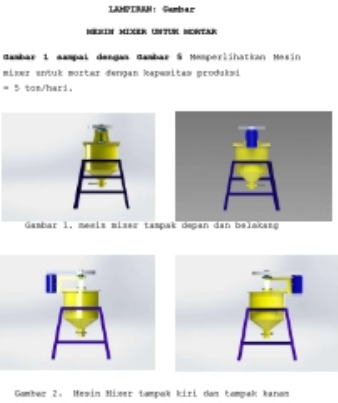 LAMPIRAN: Gambar
MESIN MIXER UNTUK MORTAR
Gambar 1 sampai dengan Gambar 5 Memperlihatkan Mesin
mixer untuk mortar dengan kapasitas produksi
= 5 ton/hari.
Gambar 1. mesin mixer tampak depan dan belakang
Gambar 2. Mesin Mixer tampak kiri dan tampak kanan